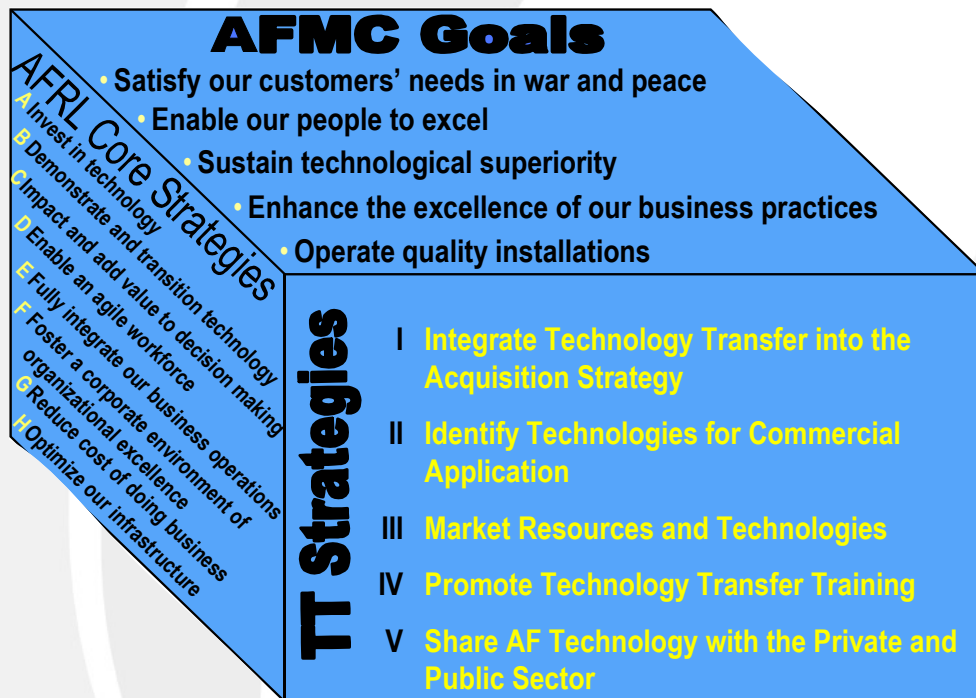 AFMC Goals
• Satisfy our customers’ needs in war and peace
• Enable our people to excel
• Sustain technological superiority
• Enhance the excellence of our business practices
• Operate quality installations
AFRL Core Strategies
A Invest in technology
B Demonstrate and transition technology
C Impact and add value to decision making
D Enable an agile workforce
E Fully integrate our business operations
F Foster a corporate environment of
organizational excellence
G Reduce cost of doing business
H Optimize our infrastructure
TT Strategies
I Integrate Technology Transfer into the
Acquisition Strategy
II Identify Technologies for Commercial
Application
III Market Resources and Technologies
IV Promote Technology Transfer Training
V Share AF Technology with the Private and
Public Sector